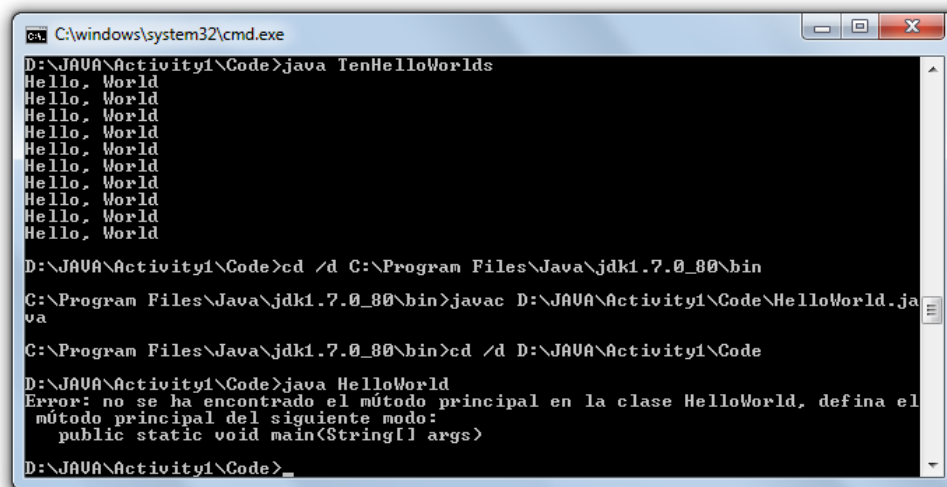 C:\windows\system32\cmd.exe
D:\JAVA\Activity1\Code>java TenHelloWorlds
Hello, World
Hello, World
Hello, World
Hello, World
Hello, World
Hello, World
Hello, World
Hello, World
Hello, World
Hello, World
D:\JAVA\Activity1\Code>cd /d C:\Program Files\Java\jdk1.7.0_80\bin
C:\Program Files\Java\jdk1.7.0_80\bin>javac D:\JAVA\Activity1\Code\HelloWorld.ja
va
C:\Program Files\Java\jdk1.7.0_80\bin>cd /d D:\JAVA\Activity1\Code
D:\JAVA\Activity1\Code>java HelloWorld
Error: no se ha encontrado el mÚtodo principal en la clase HelloWorld, defina el
 mÚtodo principal del siguiente modo:
   public static void main(String[] args)
D:\JAVA\Activity1\Code>_